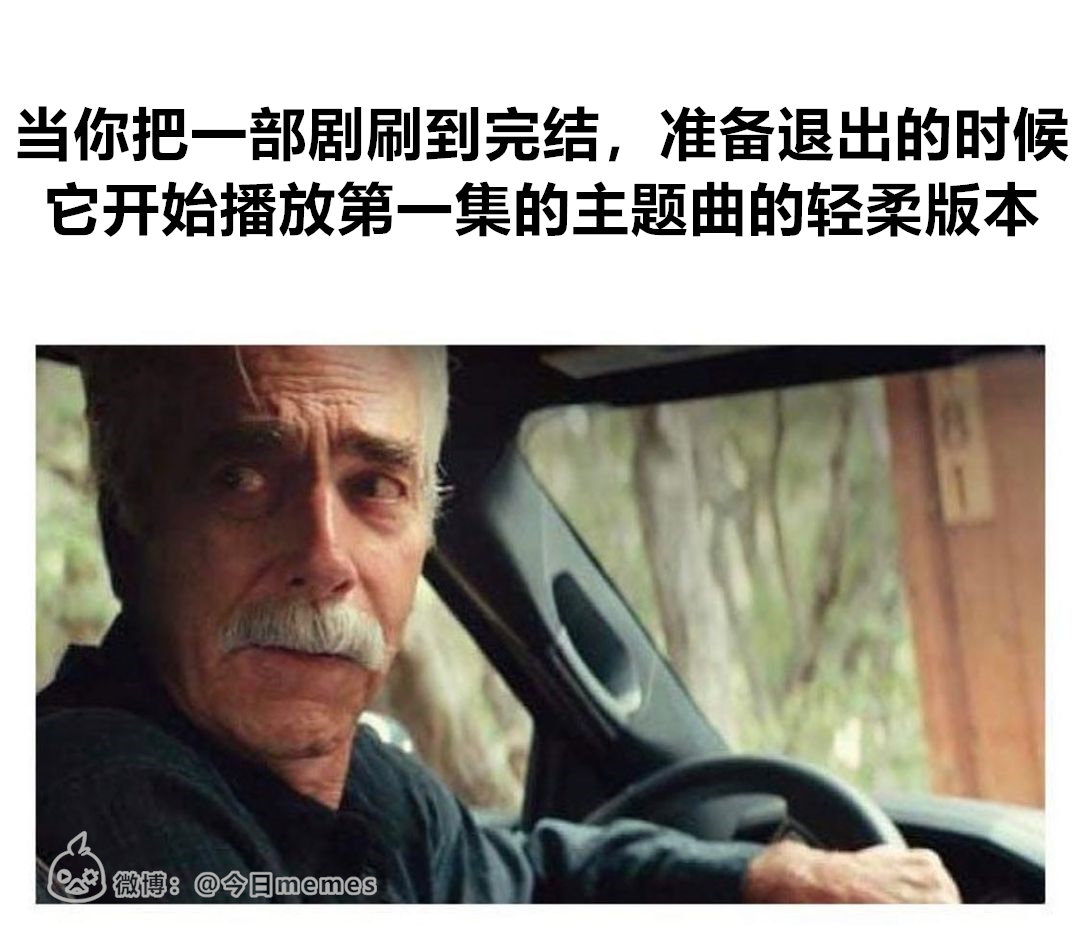 当你把一部剧刷到完结，准备退出的时候
它开始播放第一集的主题曲的轻柔版本
微博：@今日memes